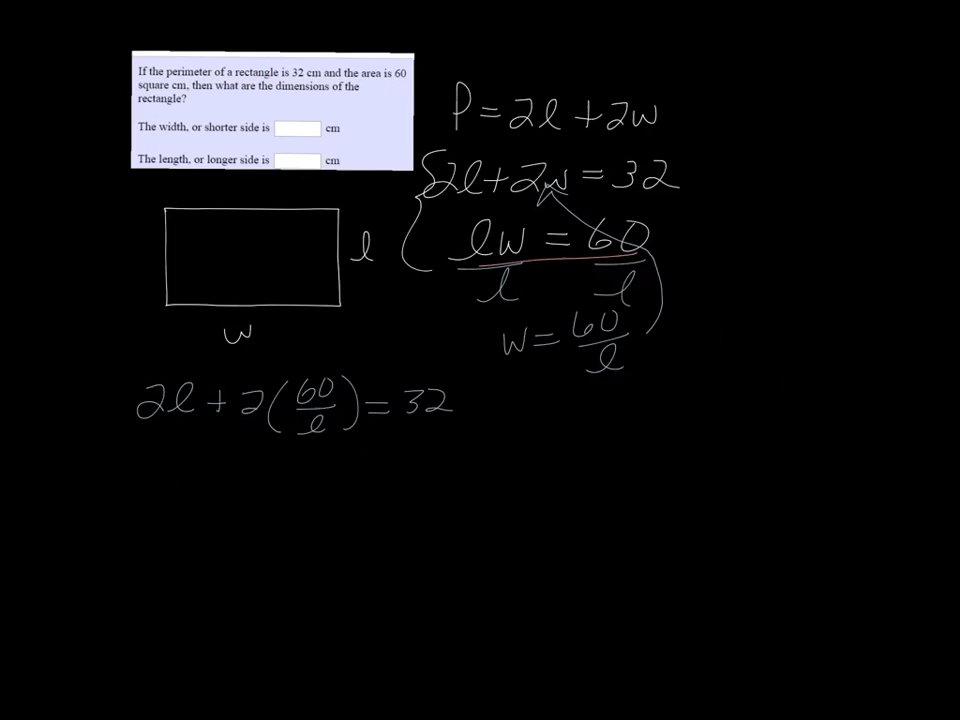 If the perimeter of a rectangle is 32 cm and the area is 60
square cm, then what are the dimensions of the
rectangle?
The width, or shorter side is cm
The length, or longer side is cm
P = 2l + 2w
2l + 2w = 32
l
lw = 60
l l
w
w = 60/l
2l + 2(60/l) = 32